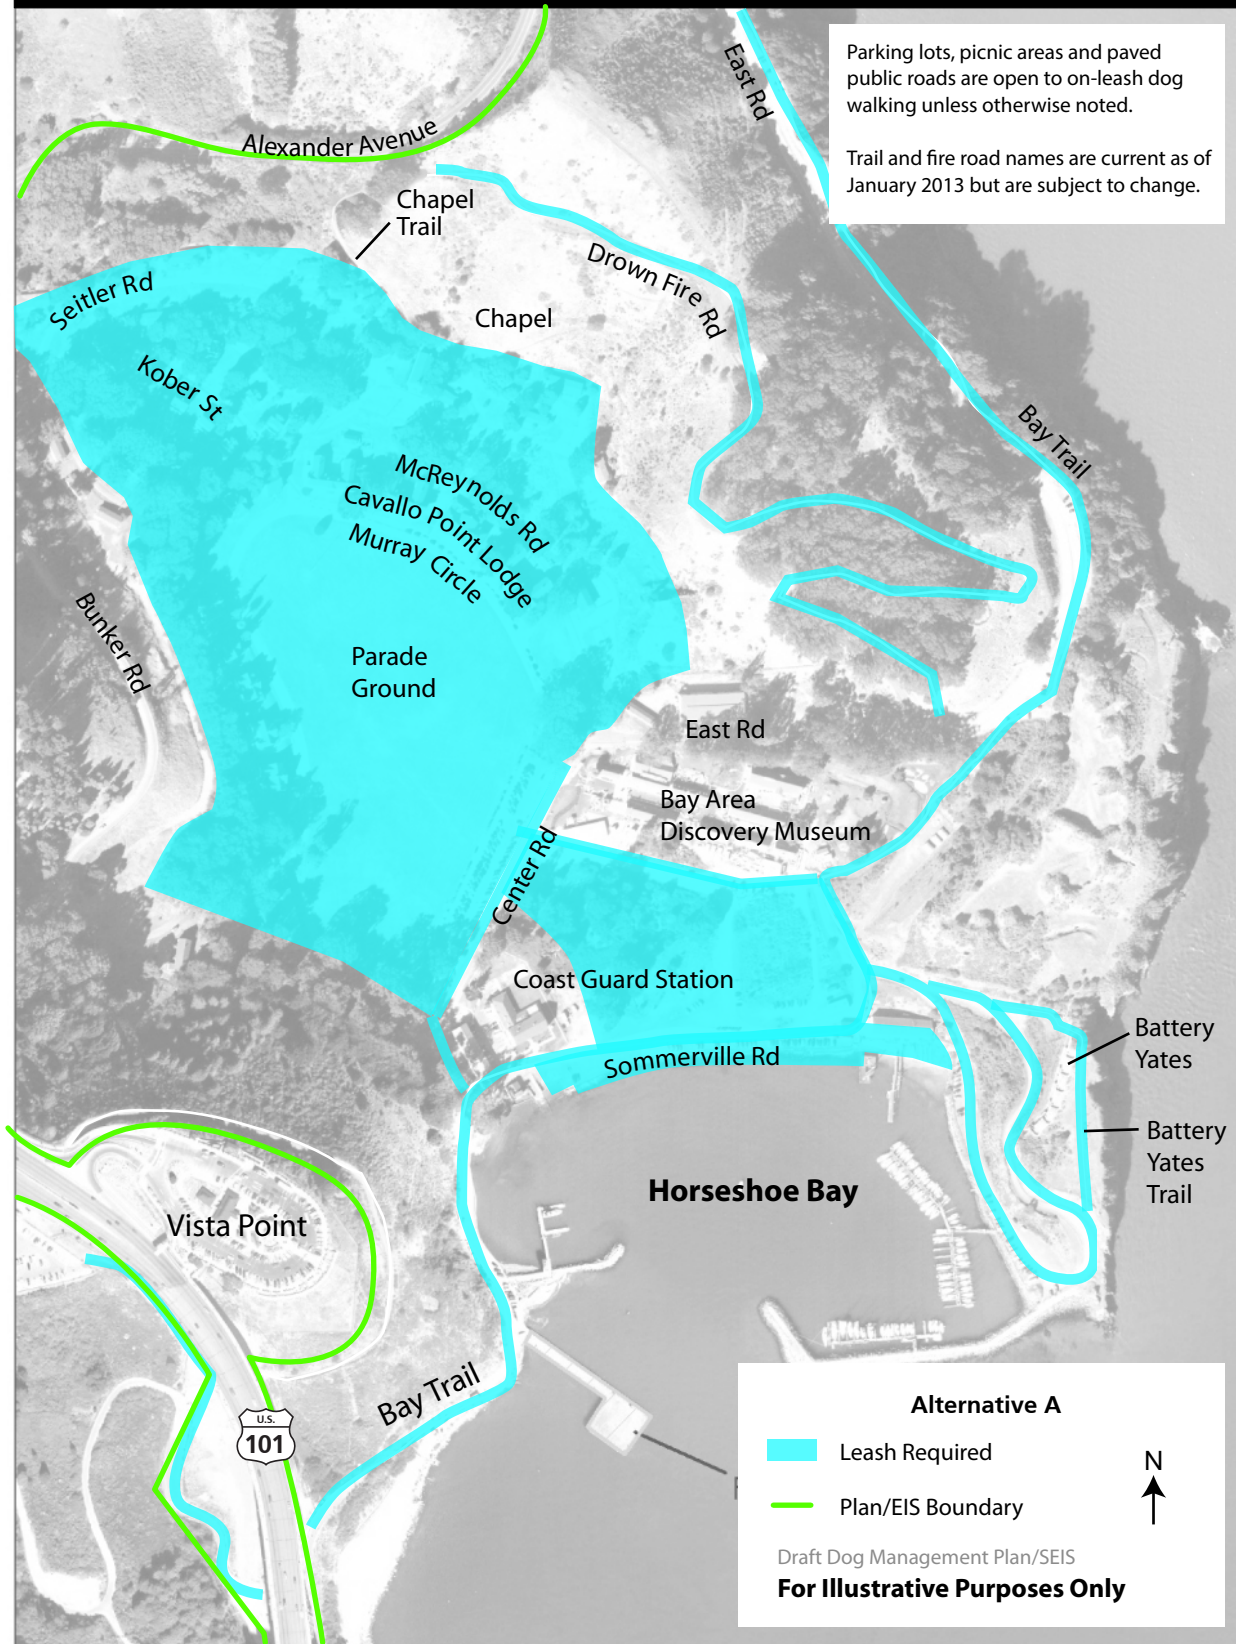 East Rd
Parking lots, picnic areas and paved
public roads are open to on-leash dog
walking unless otherwise noted.
Trail and fire road names are current as of
January 2013 but are subject to change.
Alexander Avenue
Chapel
Trail
Drown Fire Rd
Seitler Rd
Chapel
Kober St
Bay Trail
McReynolds Rd
Cavallo Point Lodge
Murray Circle
Bunker Rd
Parade
Ground
East Rd
Bay Area
Discovery Museum
Center Rd
Coast Guard Station
Sommerville Rd
Battery
Yates
Battery
Yates
Trail
Horseshoe Bay
Vista Point
Bay Trail
U.S.
101
Alternative A
Leash Required
N
Plan/EIS Boundary
Draft Dog Management Plan/SEIS
For Illustrative Purposes Only